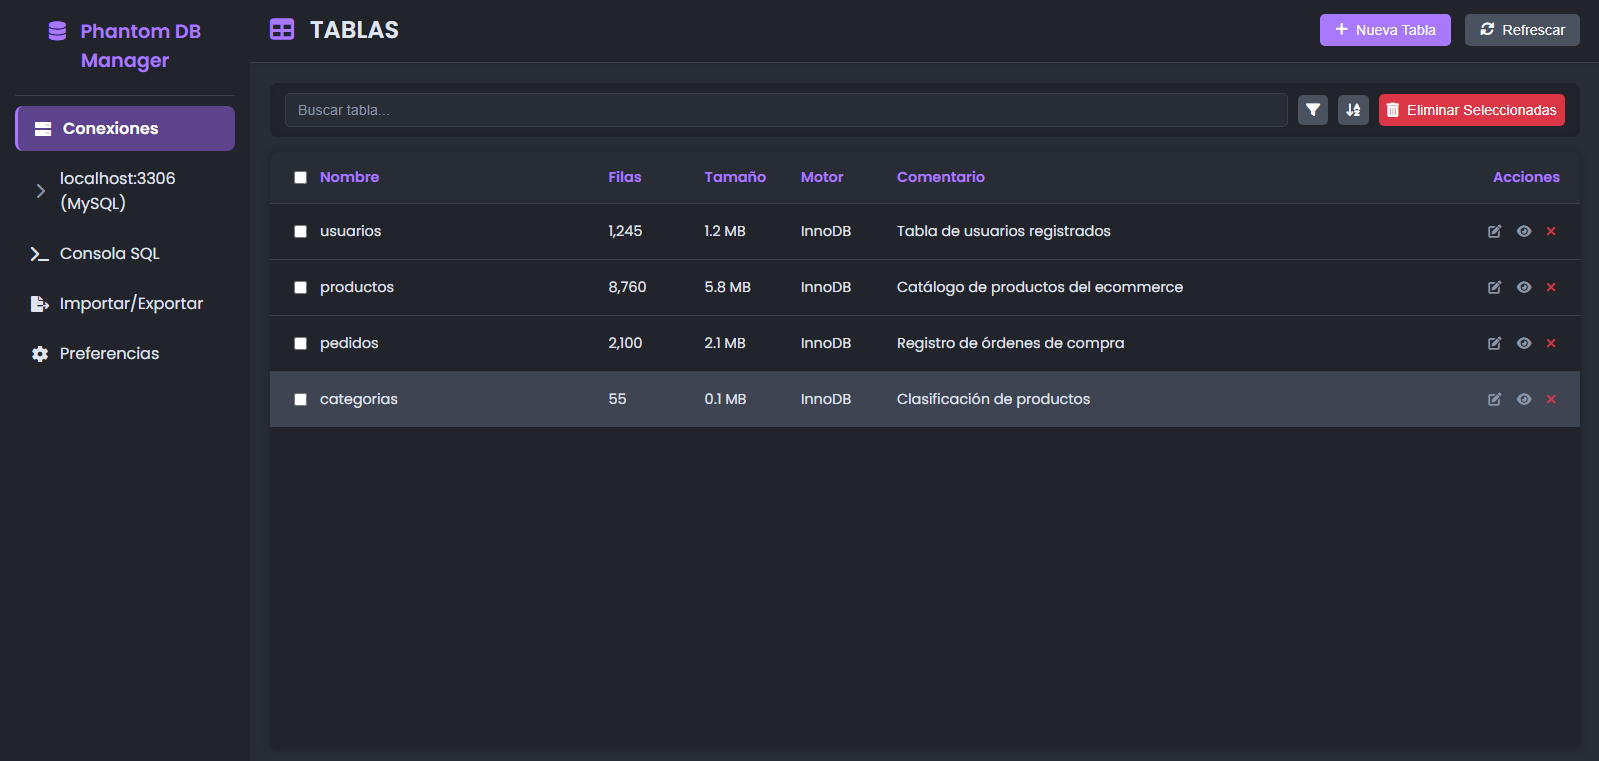 Phantom DB
Manager
Conexiones
localhost:3306
(MySQL)
Consola SQL
Importar/Exportar
Preferencias
TABLAS
Nueva Tabla
Refrescar
Buscar tabla...
Eliminar Seleccionadas
Nombre Filas Tamaño Motor Comentario Acciones
usuarios 1,245 1.2 MB InnoDB Tabla de usuarios registrados
productos 8,760 5.8 MB InnoDB Catálogo de productos del ecommerce
pedidos 2,100 2.1 MB InnoDB Registro de órdenes de compra
categorias 55 0.1 MB InnoDB Clasificación de productos